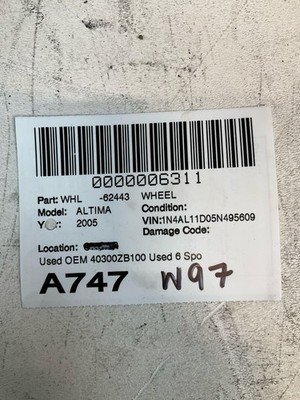 0000006311
Part: WHL -62443 WHEEL
Model: ALTIMA Condition:
Year: 2005 VIN:1N4AL11D05N495609
Damage Code:
Location:
Used OEM 40300ZB100 Used 6 Spo
A747 W97